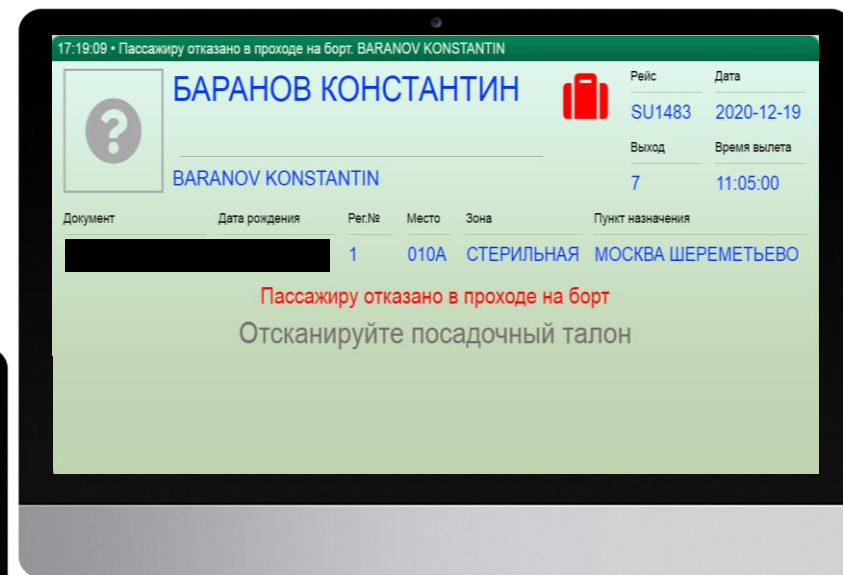 17:19:09 • Пассажиру отказано в проходе на борт. BARANOV KONSTANTIN
БАРАНОВ КОНСТАНТИН
BARANOV KONSTANTIN
Рейс Дата
SU1483 2020-12-19
Выход Время вылета
7 11:05:00
Документ Дата рождения Рег.№ Место Зона Пункт назначения
1 010A СТЕРИЛЬНАЯ МОСКВА ШЕРЕМЕТЬЕВО
Пассажиру отказано в проходе на борт
Отсканируйте посадочный талон